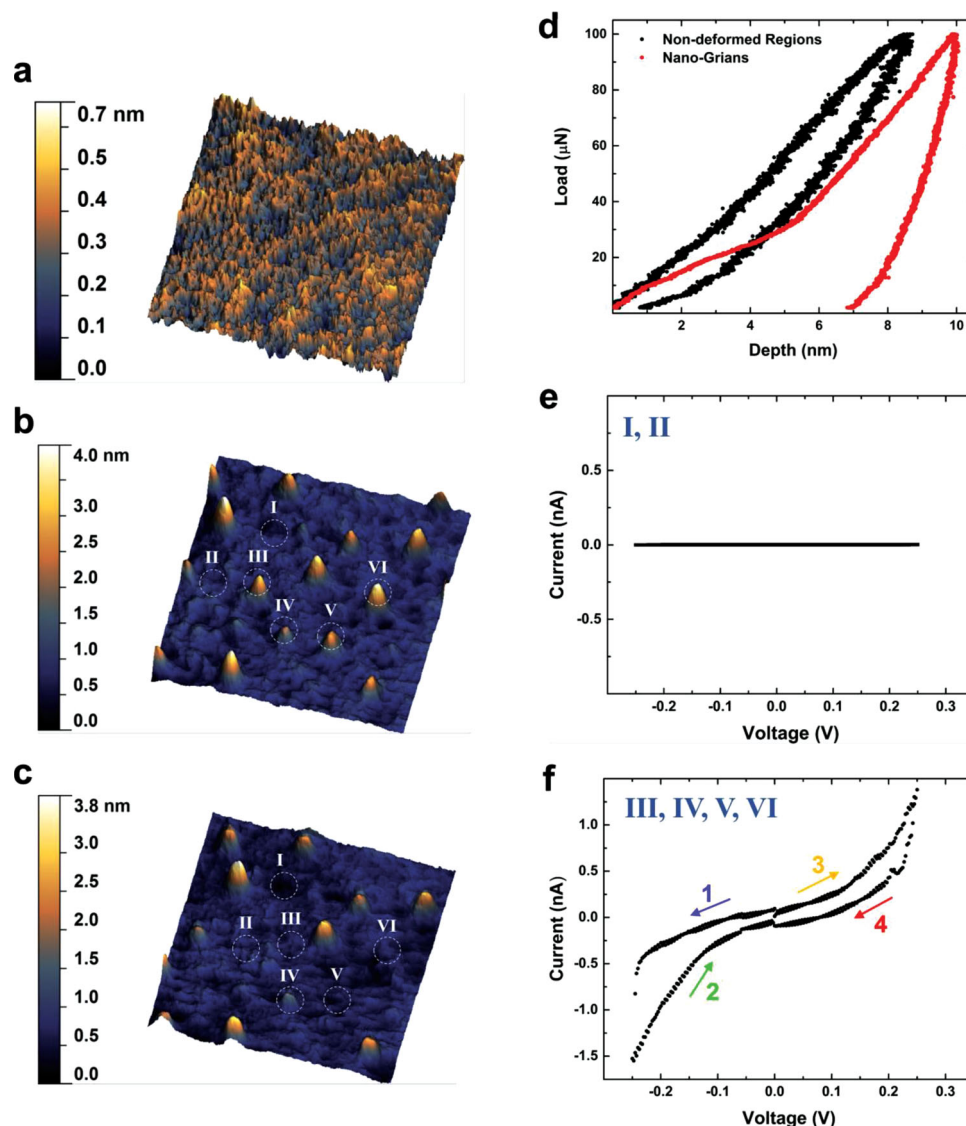 a
0.7 nm
0.5
0.4
0.3
0.2
0.1
0.0
b
4.0 nm
3.0
2.5
2.0
1.5
1.0
0.5
0.0
I
II
III
IV
V
VI
c
3.8 nm
3.0
2.5
2.0
1.5
1.0
0.5
0.0
I
II
III
IV
V
VI
d
Non-deformed Regions
Nano-Grians
100
80
60
40
20
Load (μN)
2 4 6 8 10
Depth (nm)
e
I, II
0.5
0.0
-0.5
Current (nA)
-0.2 -0.1 0.0 0.1 0.2 0.3
Voltage (V)
f
III, IV, V, VI
1.0
0.5
0.0
-0.5
-1.0
-1.5
Current (nA)
1
2
3
4
-0.2 -0.1 0.0 0.1 0.2 0.3
Voltage (V)